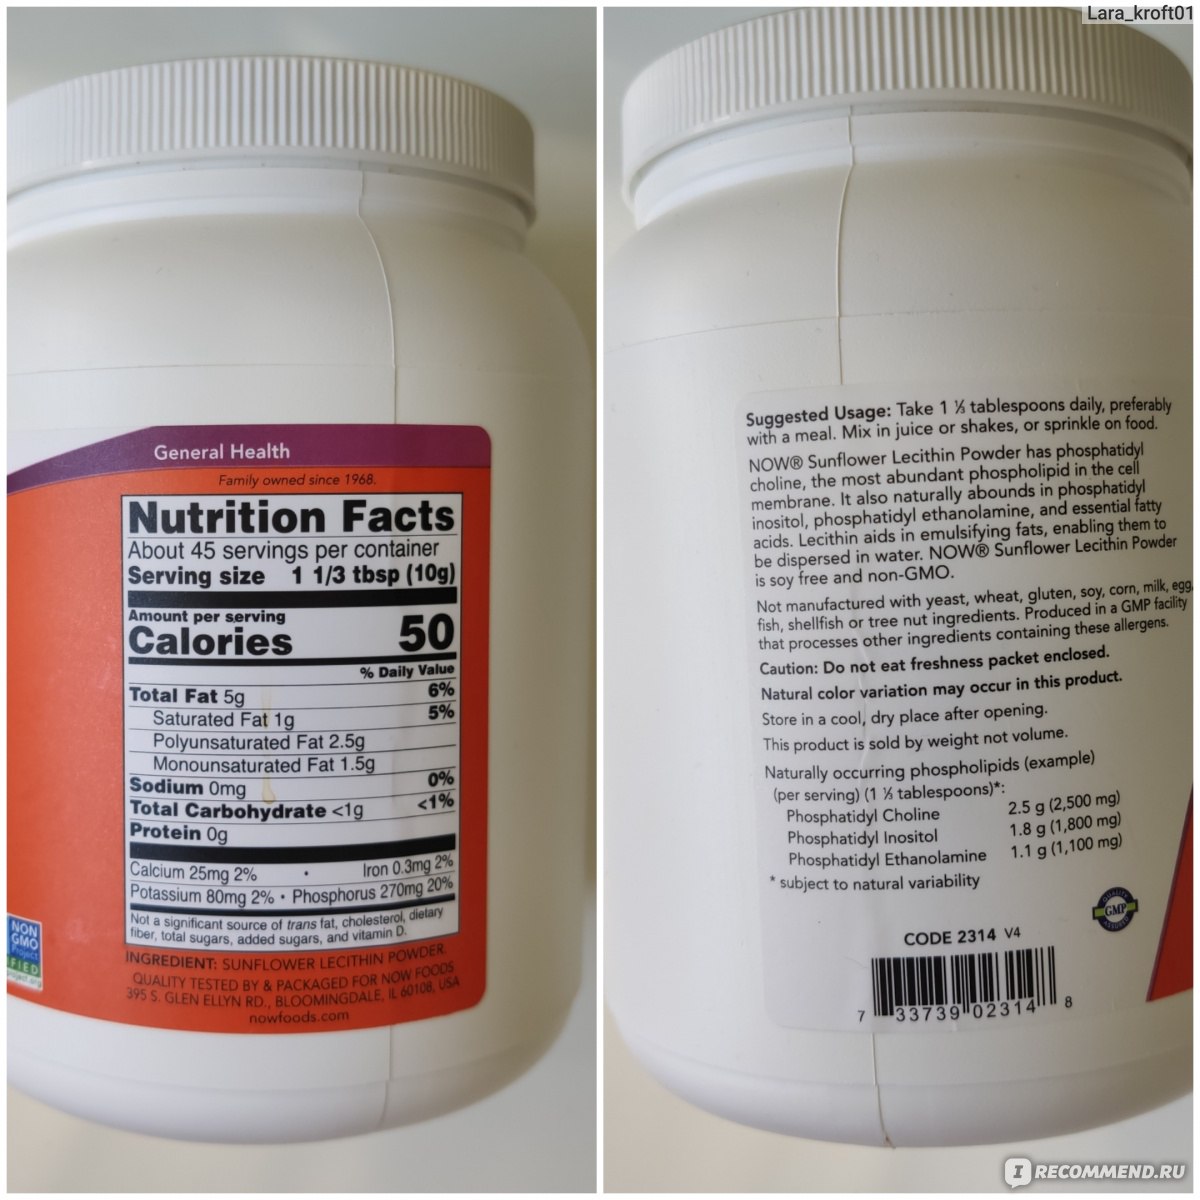 Lara_kroft01
General Health
Family owned since 1968.
Nutrition Facts
About 45 servings per container
Serving size 1 1/3 tbsp (10g)
Amount per serving
Calories 50
% Daily Value
Total Fat 5g 6%
Saturated Fat 1g 5%
Polyunsaturated Fat 2.5g
Monounsaturated Fat 1.5g
Sodium 0mg 0%
Total Carbohydrate <1g <1%
Protein 0g
Calcium 25mg 2% • Iron 0.3mg 2%
Potassium 80mg 2% • Phosphorus 270mg 20%
Not a significant source of trans fat, cholesterol, dietary
fiber, total sugars, added sugars, and vitamin D.
INGREDIENT: SUNFLOWER LECITHIN POWDER.
QUALITY TESTED BY & PACKAGED FOR NOW FOODS
395 S. GLEN ELLYN RD., BLOOMINGDALE, IL 60108, USA
nowfoods.com
NON
GMO
Project
FIED
project.org
Suggested Usage: Take 1 ⅓ tablespoons daily, preferably
with a meal. Mix in juice or shakes, or sprinkle on food.
NOW® Sunflower Lecithin Powder has phosphatidyl
choline, the most abundant phospholipid in the cell
membrane. It also naturally abounds in phosphatidyl
inositol, phosphatidyl ethanolamine, and essential fatty
acids. Lecithin aids in emulsifying fats, enabling them to
be dispersed in water. NOW® Sunflower Lecithin Powder
is soy free and non-GMO.
Not manufactured with yeast, wheat, gluten, soy, corn, milk, egg,
fish, shellfish or tree nut ingredients. Produced in a GMP facility
that processes other ingredients containing these allergens.
Caution: Do not eat freshness packet enclosed.
Natural color variation may occur in this product.
Store in a cool, dry place after opening.
This product is sold by weight not volume.
Naturally occurring phospholipids (example)
(per serving) (1 ⅓ tablespoons)*:
Phosphatidyl Choline 2.5 g (2,500 mg)
Phosphatidyl Inositol 1.8 g (1,800 mg)
Phosphatidyl Ethanolamine 1.1 g (1,100 mg)
* subject to natural variability
QUALITY
GMP
ASSURED
CODE 2314 V4
7 33739 02314 8
I RECOMMEND.RU